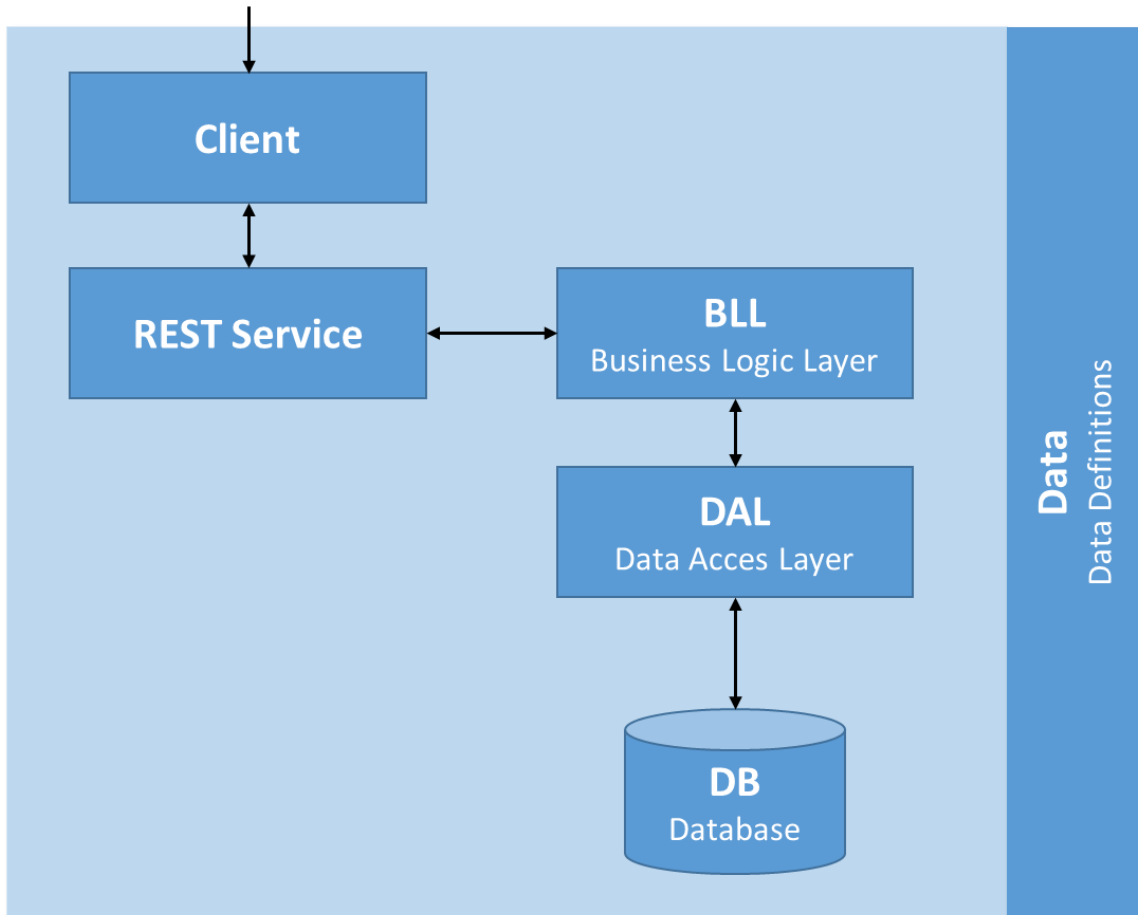 Client
REST Service
BLL
Business Logic Layer
DAL
Data Acces Layer
DB
Database
Data
Data Definitions